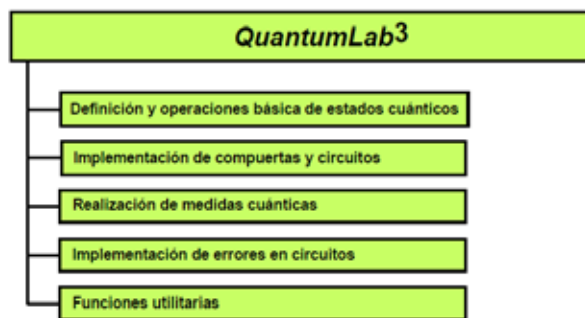 QuantumLab3
Definición y operaciones básica de estados cuánticos
Implementación de compuertas y circuitos
Realización de medidas cuánticas
Implementación de errores en circuitos
Funciones utilitarias